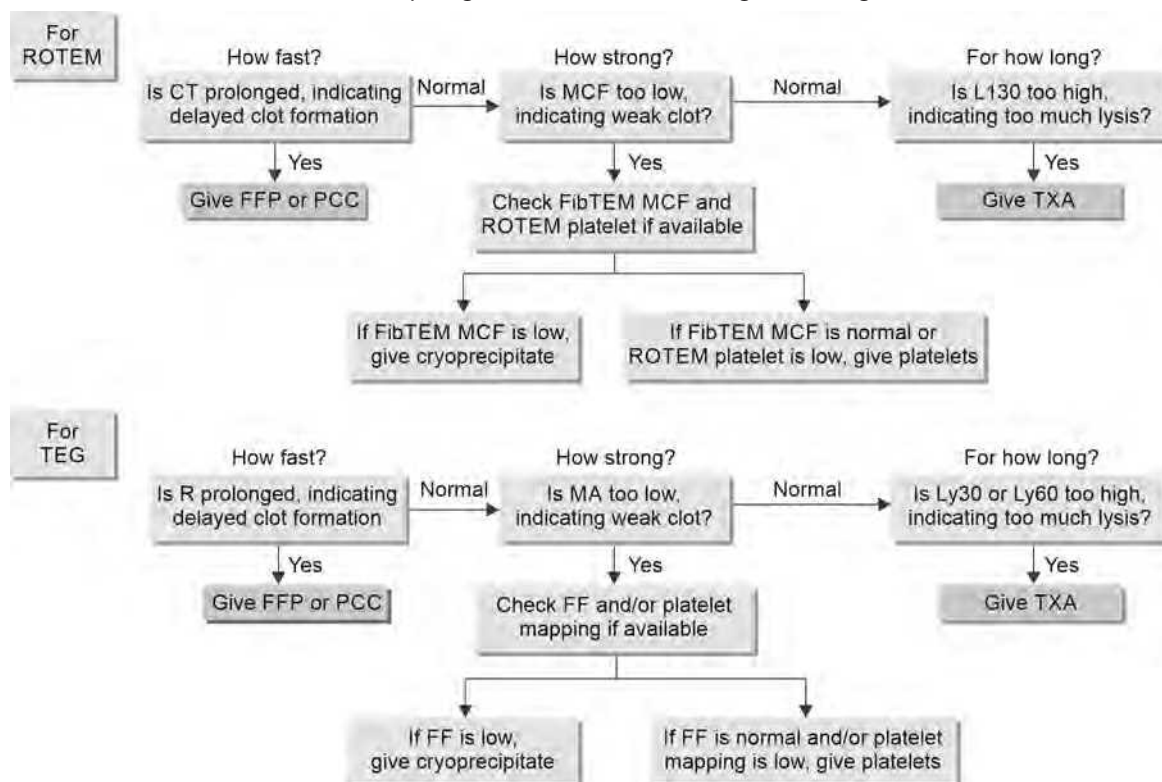 For
ROTEM
How fast?
How strong?
For how long?
Is CT prolonged, indicating
delayed clot formation
Normal
Is MCF too low,
indicating weak clot?
Normal
Is L130 too high,
indicating too much lysis?
Yes
Yes
Yes
Give FFP or PCC
Check FibTEM MCF and
ROTEM platelet if available
Give TXA
If FibTEM MCF is low,
give cryoprecipitate
If FibTEM MCF is normal or
ROTEM platelet is low, give platelets
For
TEG
How fast?
How strong?
For how long?
Is R prolonged, indicating
delayed clot formation
Normal
Is MA too low,
indicating weak clot?
Normal
Is Ly30 or Ly60 too high,
indicating too much lysis?
Yes
Yes
Yes
Give FFP or PCC
Check FF and/or platelet
mapping if available
Give TXA
If FF is low,
give cryoprecipitate
If FF is normal and/or platelet
mapping is low, give platelets